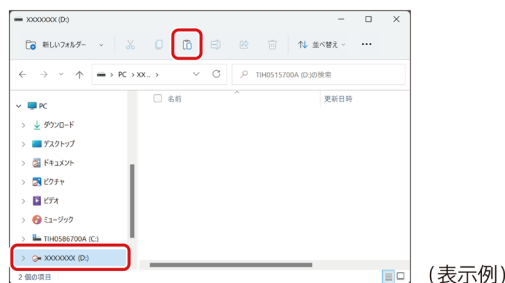 XXXXXXX (D:)
新しいフォルダー
並べ替え
PC > XX... >
TIH0515700A (D:)の検索
PC
名前
更新日時
ダウンロード
デスクトップ
ドキュメント
ピクチャ
ビデオ
ミュージック
TIH0586700A (C:)
XXXXXXX (D:)
2 個の項目
(表示例)